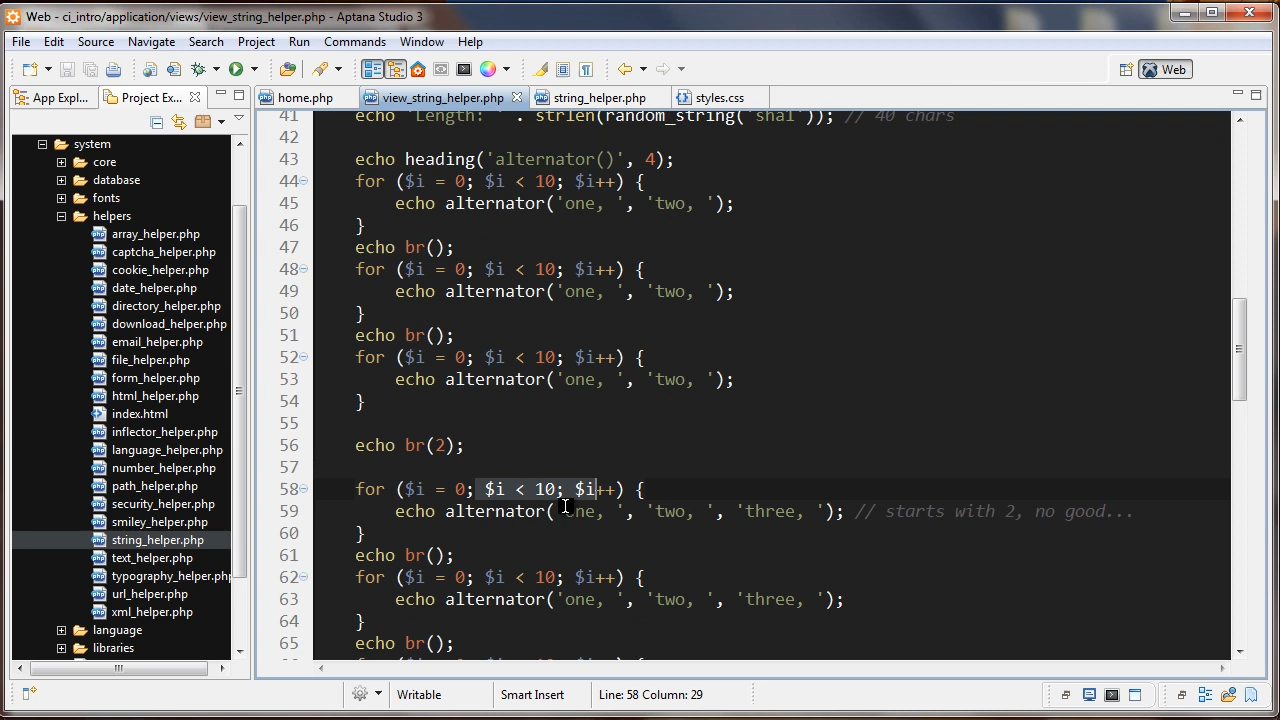 Web - ci_intro/application/views/view_string_helper.php - Aptana Studio 3
File Edit Source Navigate Search Project Run Commands Window Help
Web
App Expl... Project Ex...
home.php view_string_helper.php string_helper.php styles.css
system
core
database
fonts
helpers
array_helper.php
captcha_helper.php
cookie_helper.php
date_helper.php
directory_helper.php
download_helper.php
email_helper.php
file_helper.php
form_helper.php
html_helper.php
index.html
inflector_helper.php
language_helper.php
number_helper.php
path_helper.php
security_helper.php
smiley_helper.php
string_helper.php
text_helper.php
typography_helper.php
url_helper.php
xml_helper.php
language
libraries
41 echo 'Length: ' . strlen(random_string('sha1')); // 40 chars
42
43 echo heading('alternator()', 4);
44 for ($i = 0; $i < 10; $i++) {
45 echo alternator('one, ', 'two, ');
46 }
47 echo br();
48 for ($i = 0; $i < 10; $i++) {
49 echo alternator('one, ', 'two, ');
50 }
51 echo br();
52 for ($i = 0; $i < 10; $i++) {
53 echo alternator('one, ', 'two, ');
54 }
55
56 echo br(2);
57
58 for ($i = 0; $i < 10; $i++) {
59 echo alternator('one, ', 'two, ', 'three, '); // starts with 2, no good...
60 }
61 echo br();
62 for ($i = 0; $i < 10; $i++) {
63 echo alternator('one, ', 'two, ', 'three, ');
64 }
65 echo br();
Writable Smart Insert Line: 58 Column: 29